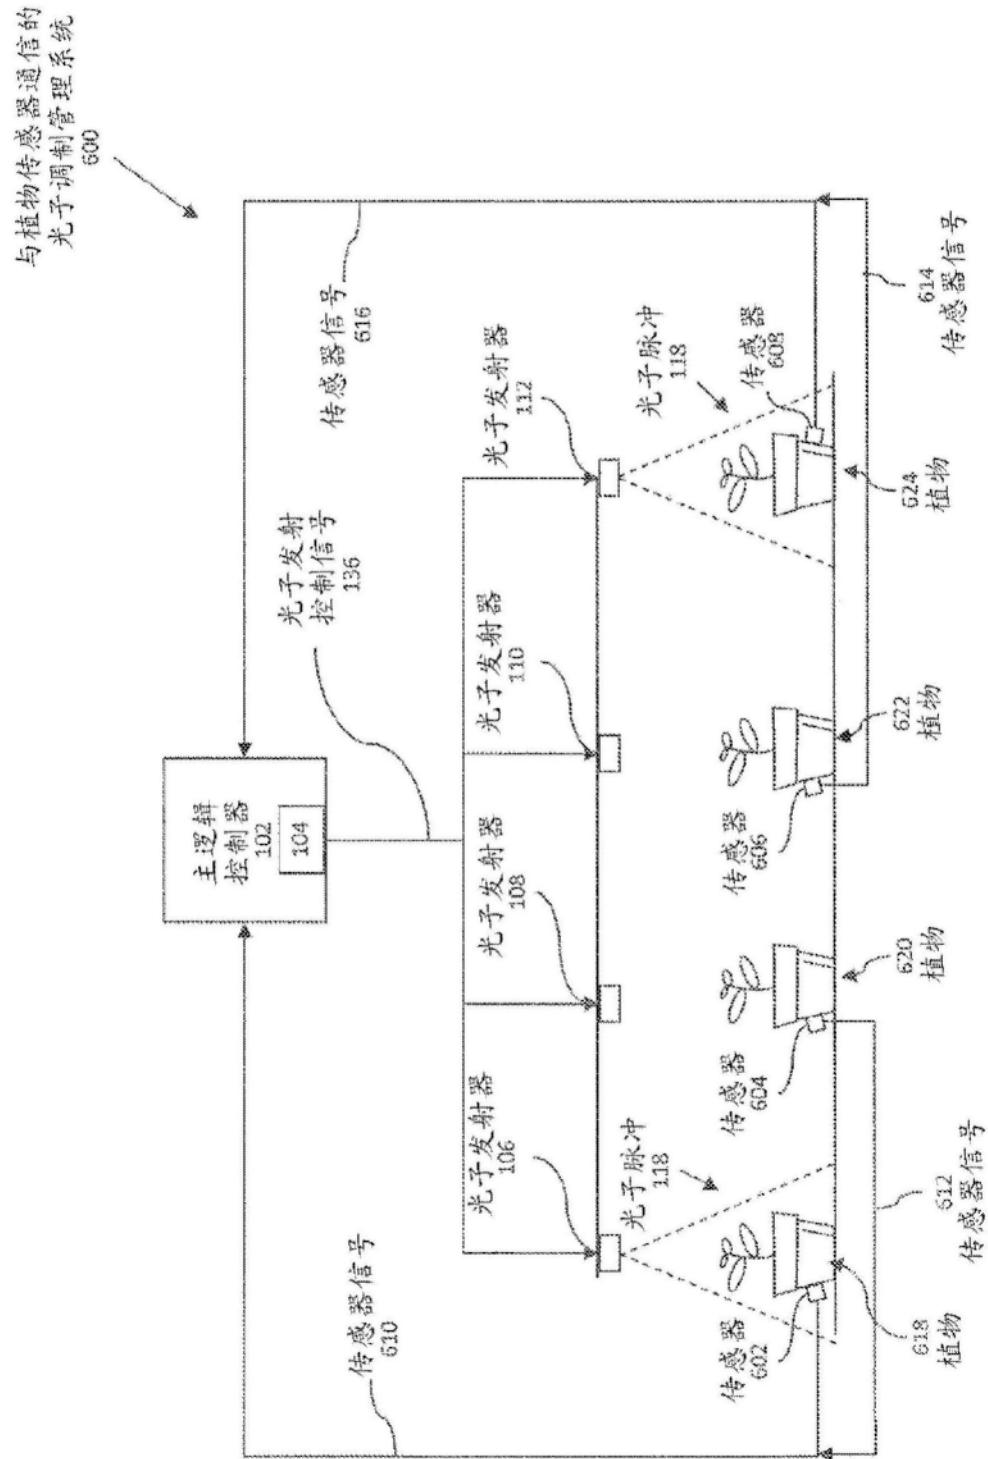 与植物传感器通信的
光子调制管理系统
600
主逻辑
控制器
102
104
传感器信号
610
光子发射
控制信号
136
传感器信号
616
光子发射器
106
光子发射器
108
光子发射器
110
光子发射器
112
光子脉冲
118
光子脉冲
118
传感器
602
传感器
604
传感器
606
传感器
608
618
植物
620
植物
622
植物
624
植物
612
传感器信号
614
传感器信号